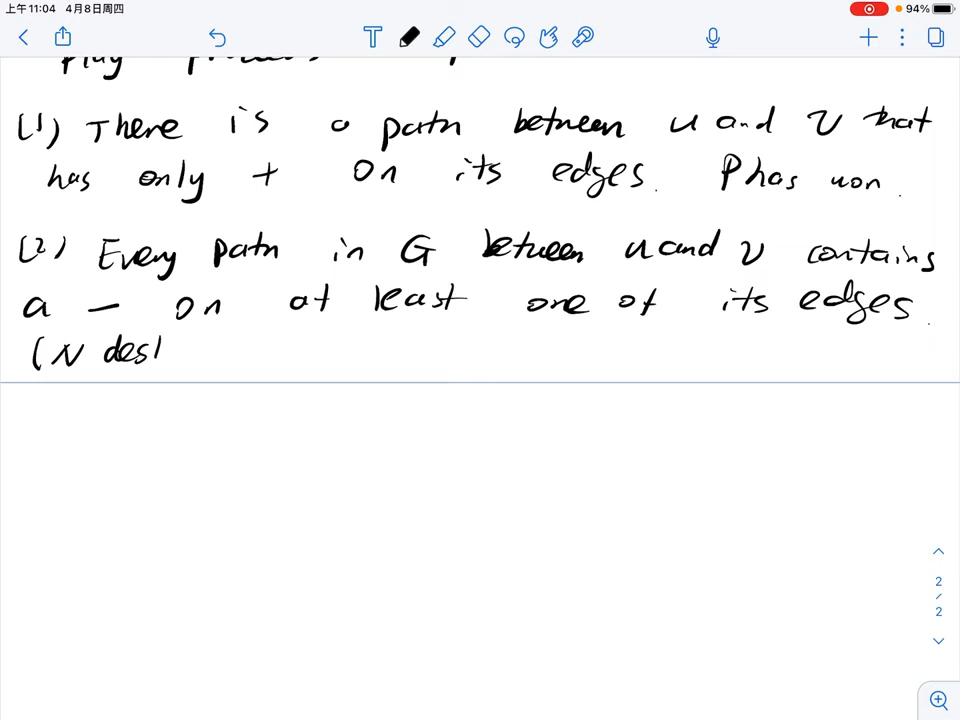 上午11:04 4月8日周四
94%
(1) There is a path between u and v that
has only + on its edges. P has won.
(2) Every path in G between u and v contains
a — on at least one of its edges.
(N des
2
2